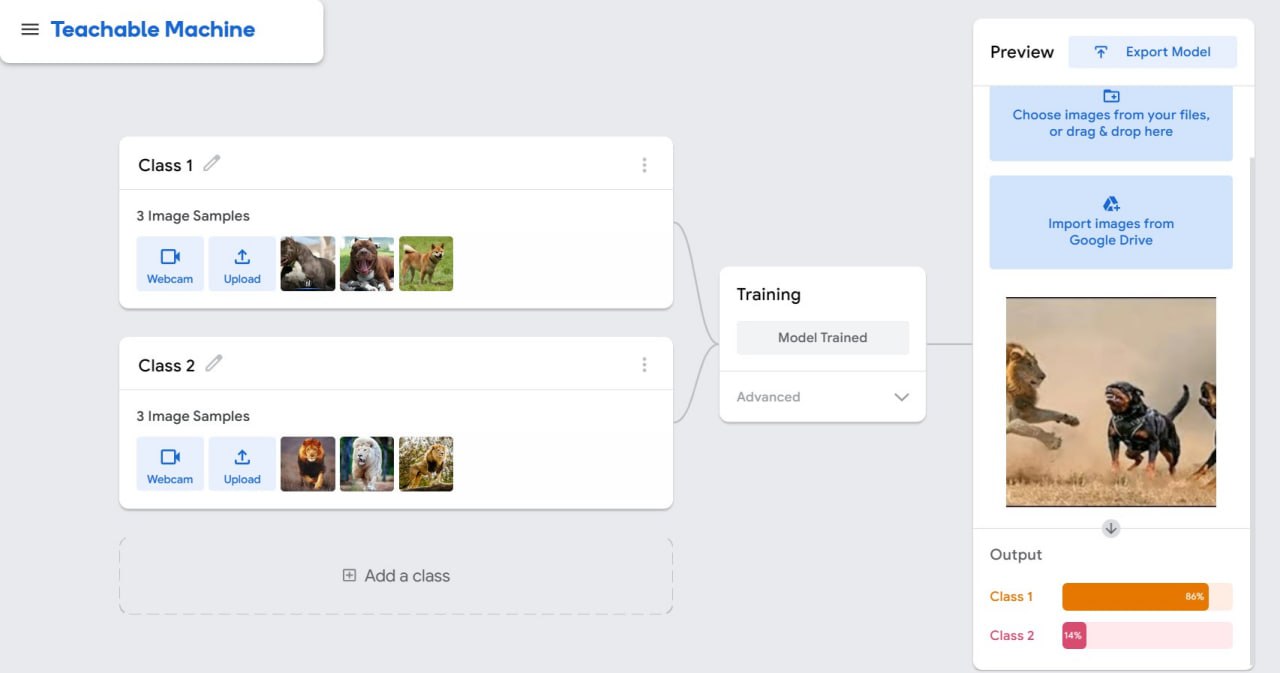 Teachable Machine
Class 1
3 Image Samples
Webcam
Upload
Class 2
3 Image Samples
Webcam
Upload
Add a class
Training
Model Trained
Advanced
Preview
Export Model
Choose images from your files,
or drag & drop here
Import images from
Google Drive
Output
Class 1
86%
Class 2
14%